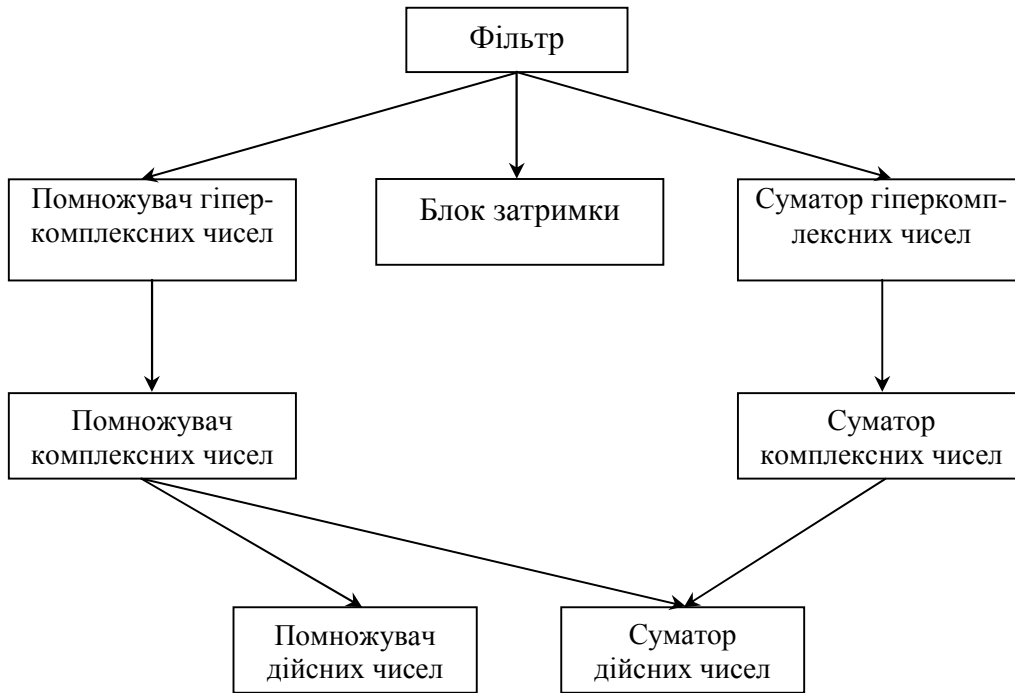 Фільтр
Помножувач гіпер-
комплексних чисел
Блок затримки
Суматор гіперкомп-
лексних чисел
Помножувач
комплексних чисел
Суматор
комплексних чисел
Помножувач
дійсних чисел
Суматор
дійсних чисел